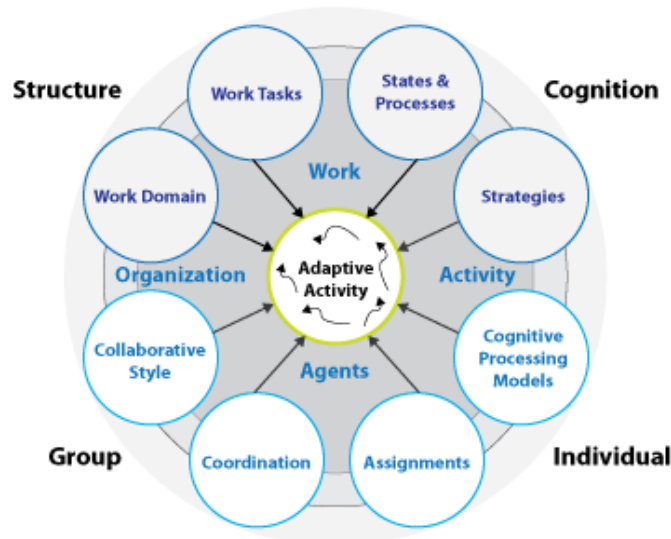 Structure
Cognition
Work Tasks
States &
Processes
Work
Work Domain
Strategies
Organization
Adaptive
Activity
Activity
Collaborative
Style
Cognitive
Processing
Models
Agents
Group
Coordination
Assignments
Individual